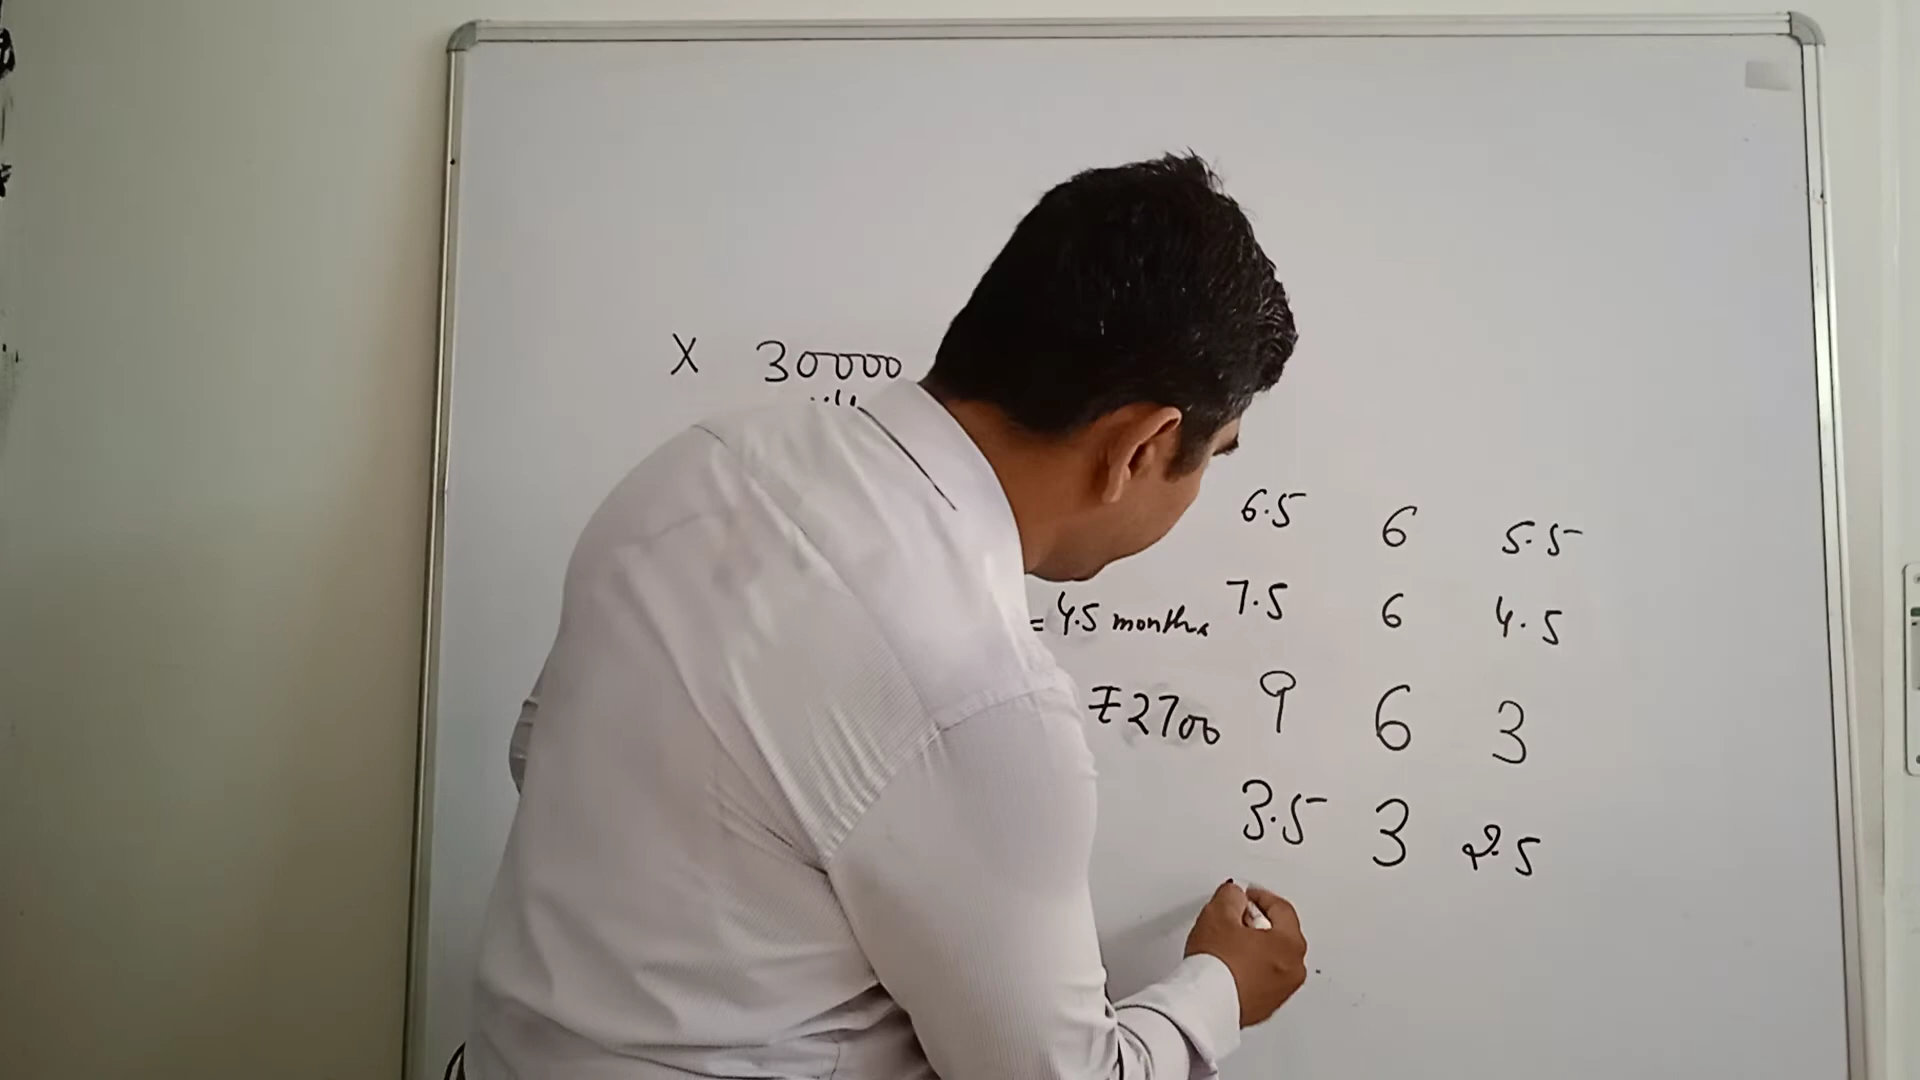 X 30000
6.5 6 5.5
= 4.5 months 7.5 6 4.5
₹2700 9 6 3
3.5 3 2.5